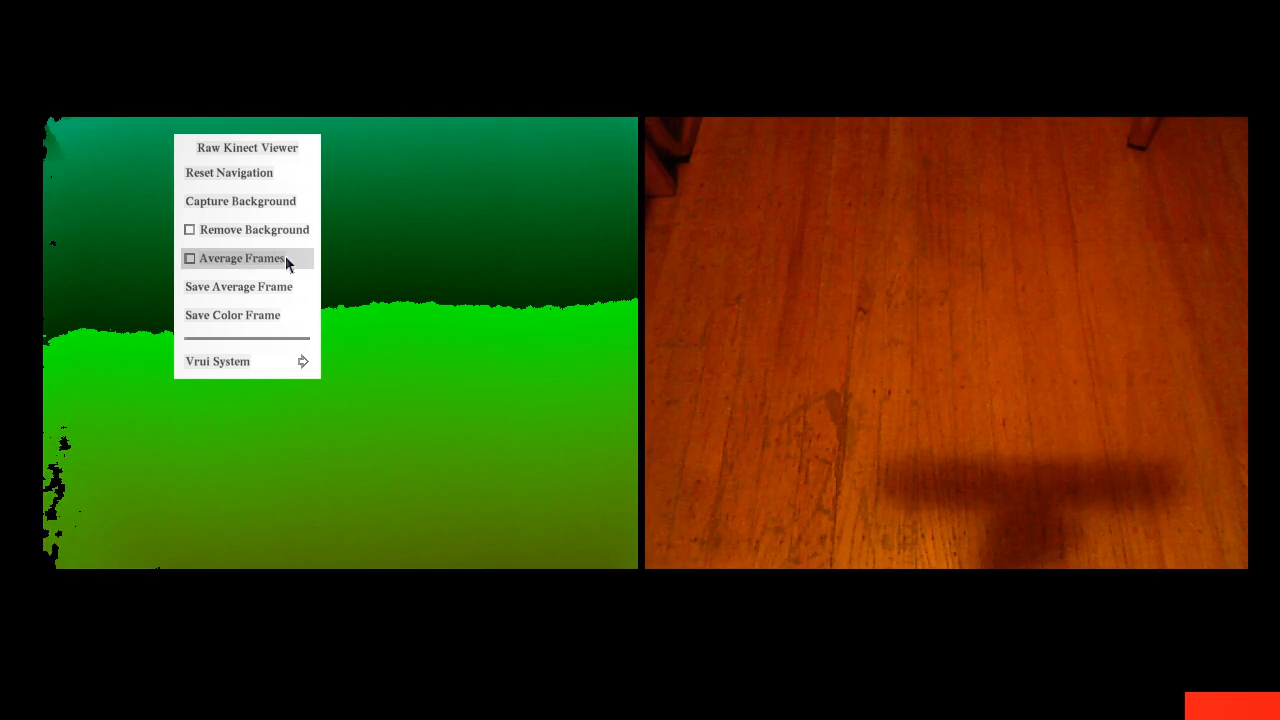 Raw Kinect Viewer
Reset Navigation
Capture Background
Remove Background
Average Frames
Save Average Frame
Save Color Frame
Vrui System